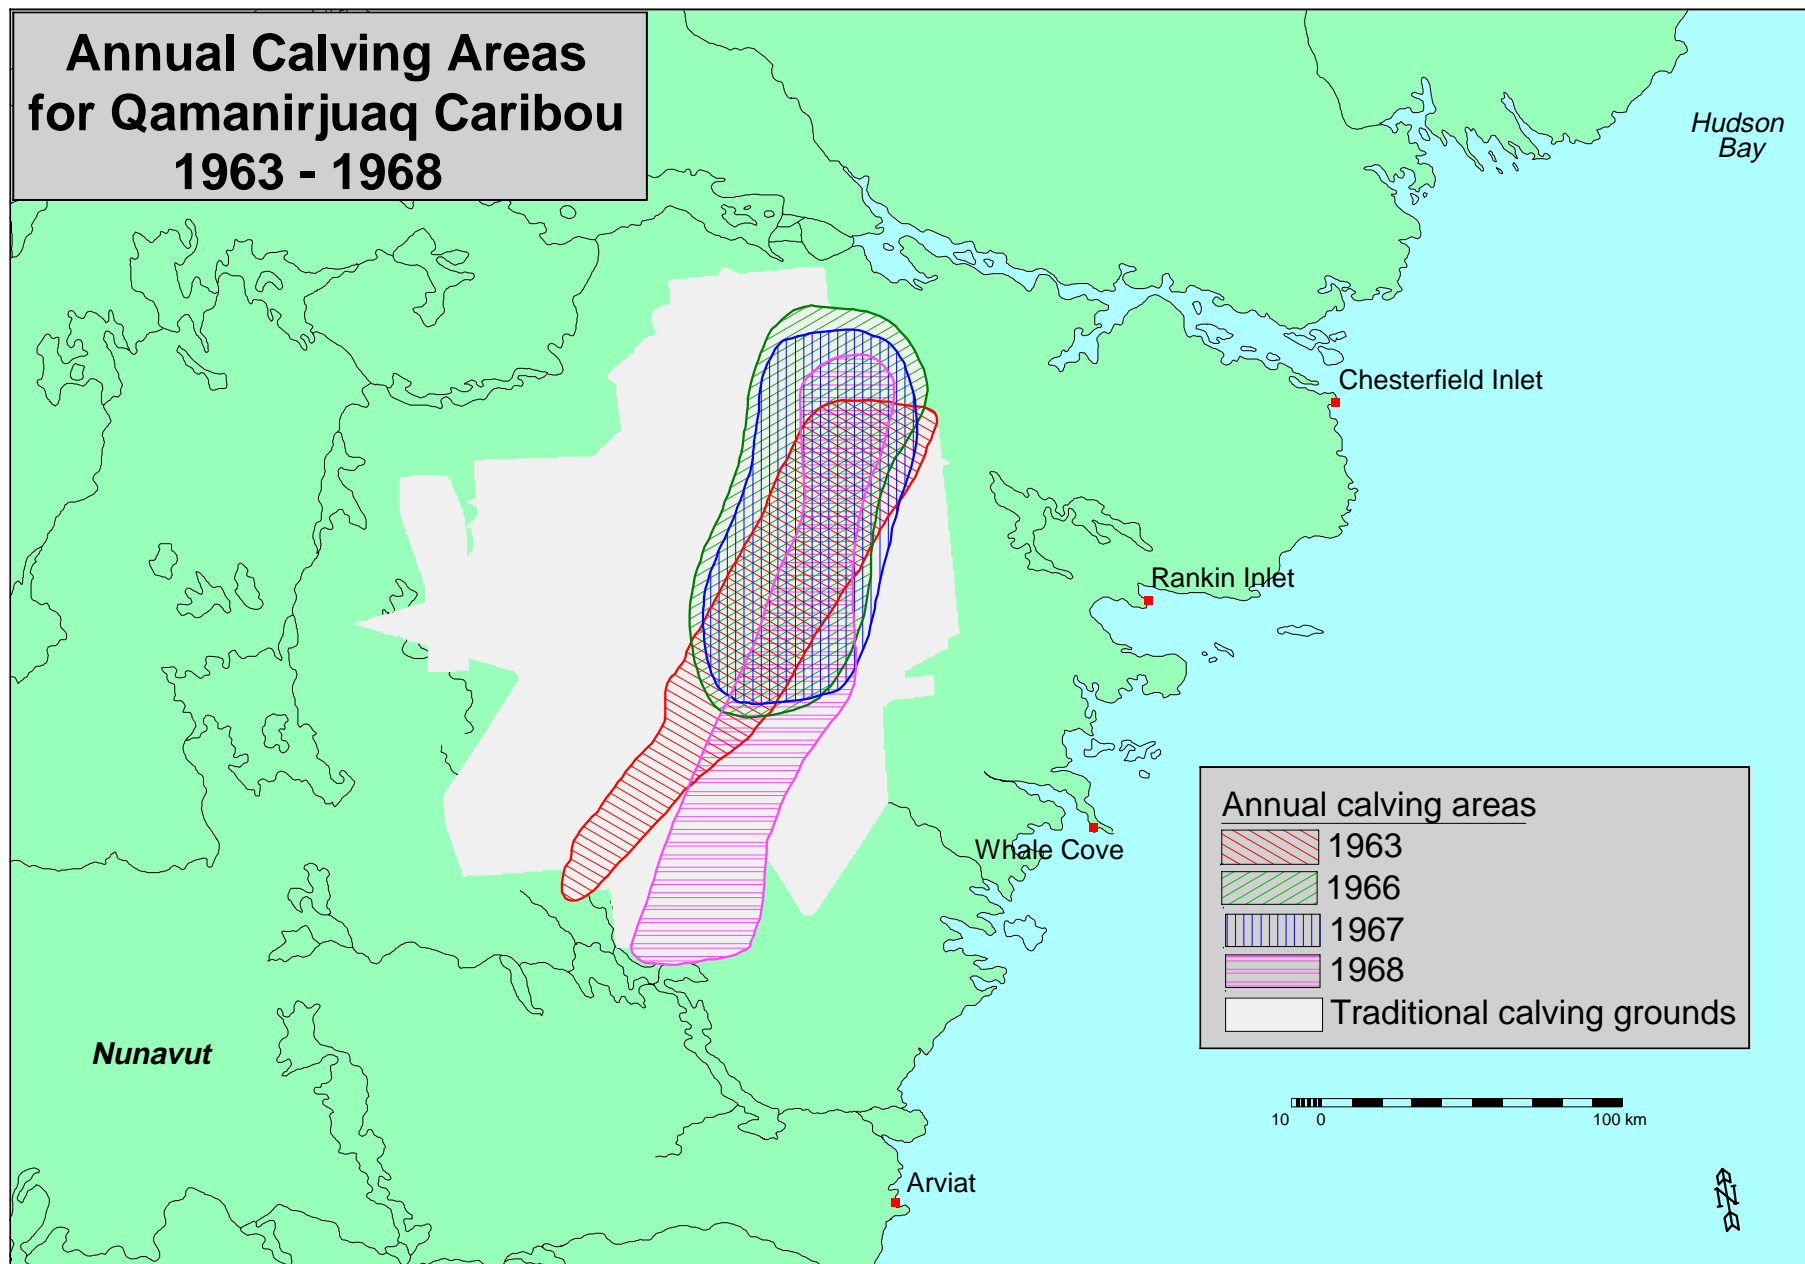 Annual Calving Areas
for Qamanirjuaq Caribou
1963 - 1968
Hudson
Bay
Chesterfield Inlet
Rankin Inlet
Whale Cove
Annual calving areas
1963
1966
1967
1968
Traditional calving grounds
Nunavut
10 0 100 km
Arviat
N